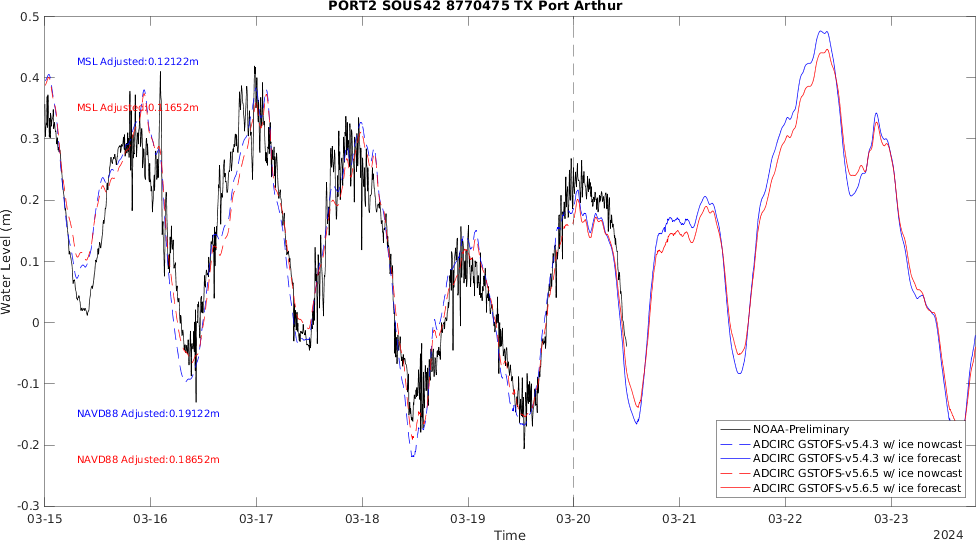 PORT2 SOUS42 8770475 TX Port Arthur
0.5
0.4
0.3
0.2
0.1
0
-0.1
-0.2
-0.3
Water Level (m)
MSL Adjusted:0.12122m
MSL Adjusted:0.11652m
NAVD88 Adjusted:0.19122m
NAVD88 Adjusted:0.18652m
NOAA-Preliminary
ADCIRC GSTOFS-v5.4.3 w/ ice nowcast
ADCIRC GSTOFS-v5.4.3 w/ ice forecast
ADCIRC GSTOFS-v5.6.5 w/ ice nowcast
ADCIRC GSTOFS-v5.6.5 w/ ice forecast
03-15 03-16 03-17 03-18 03-19 03-20 03-21 03-22 03-23
Time
2024